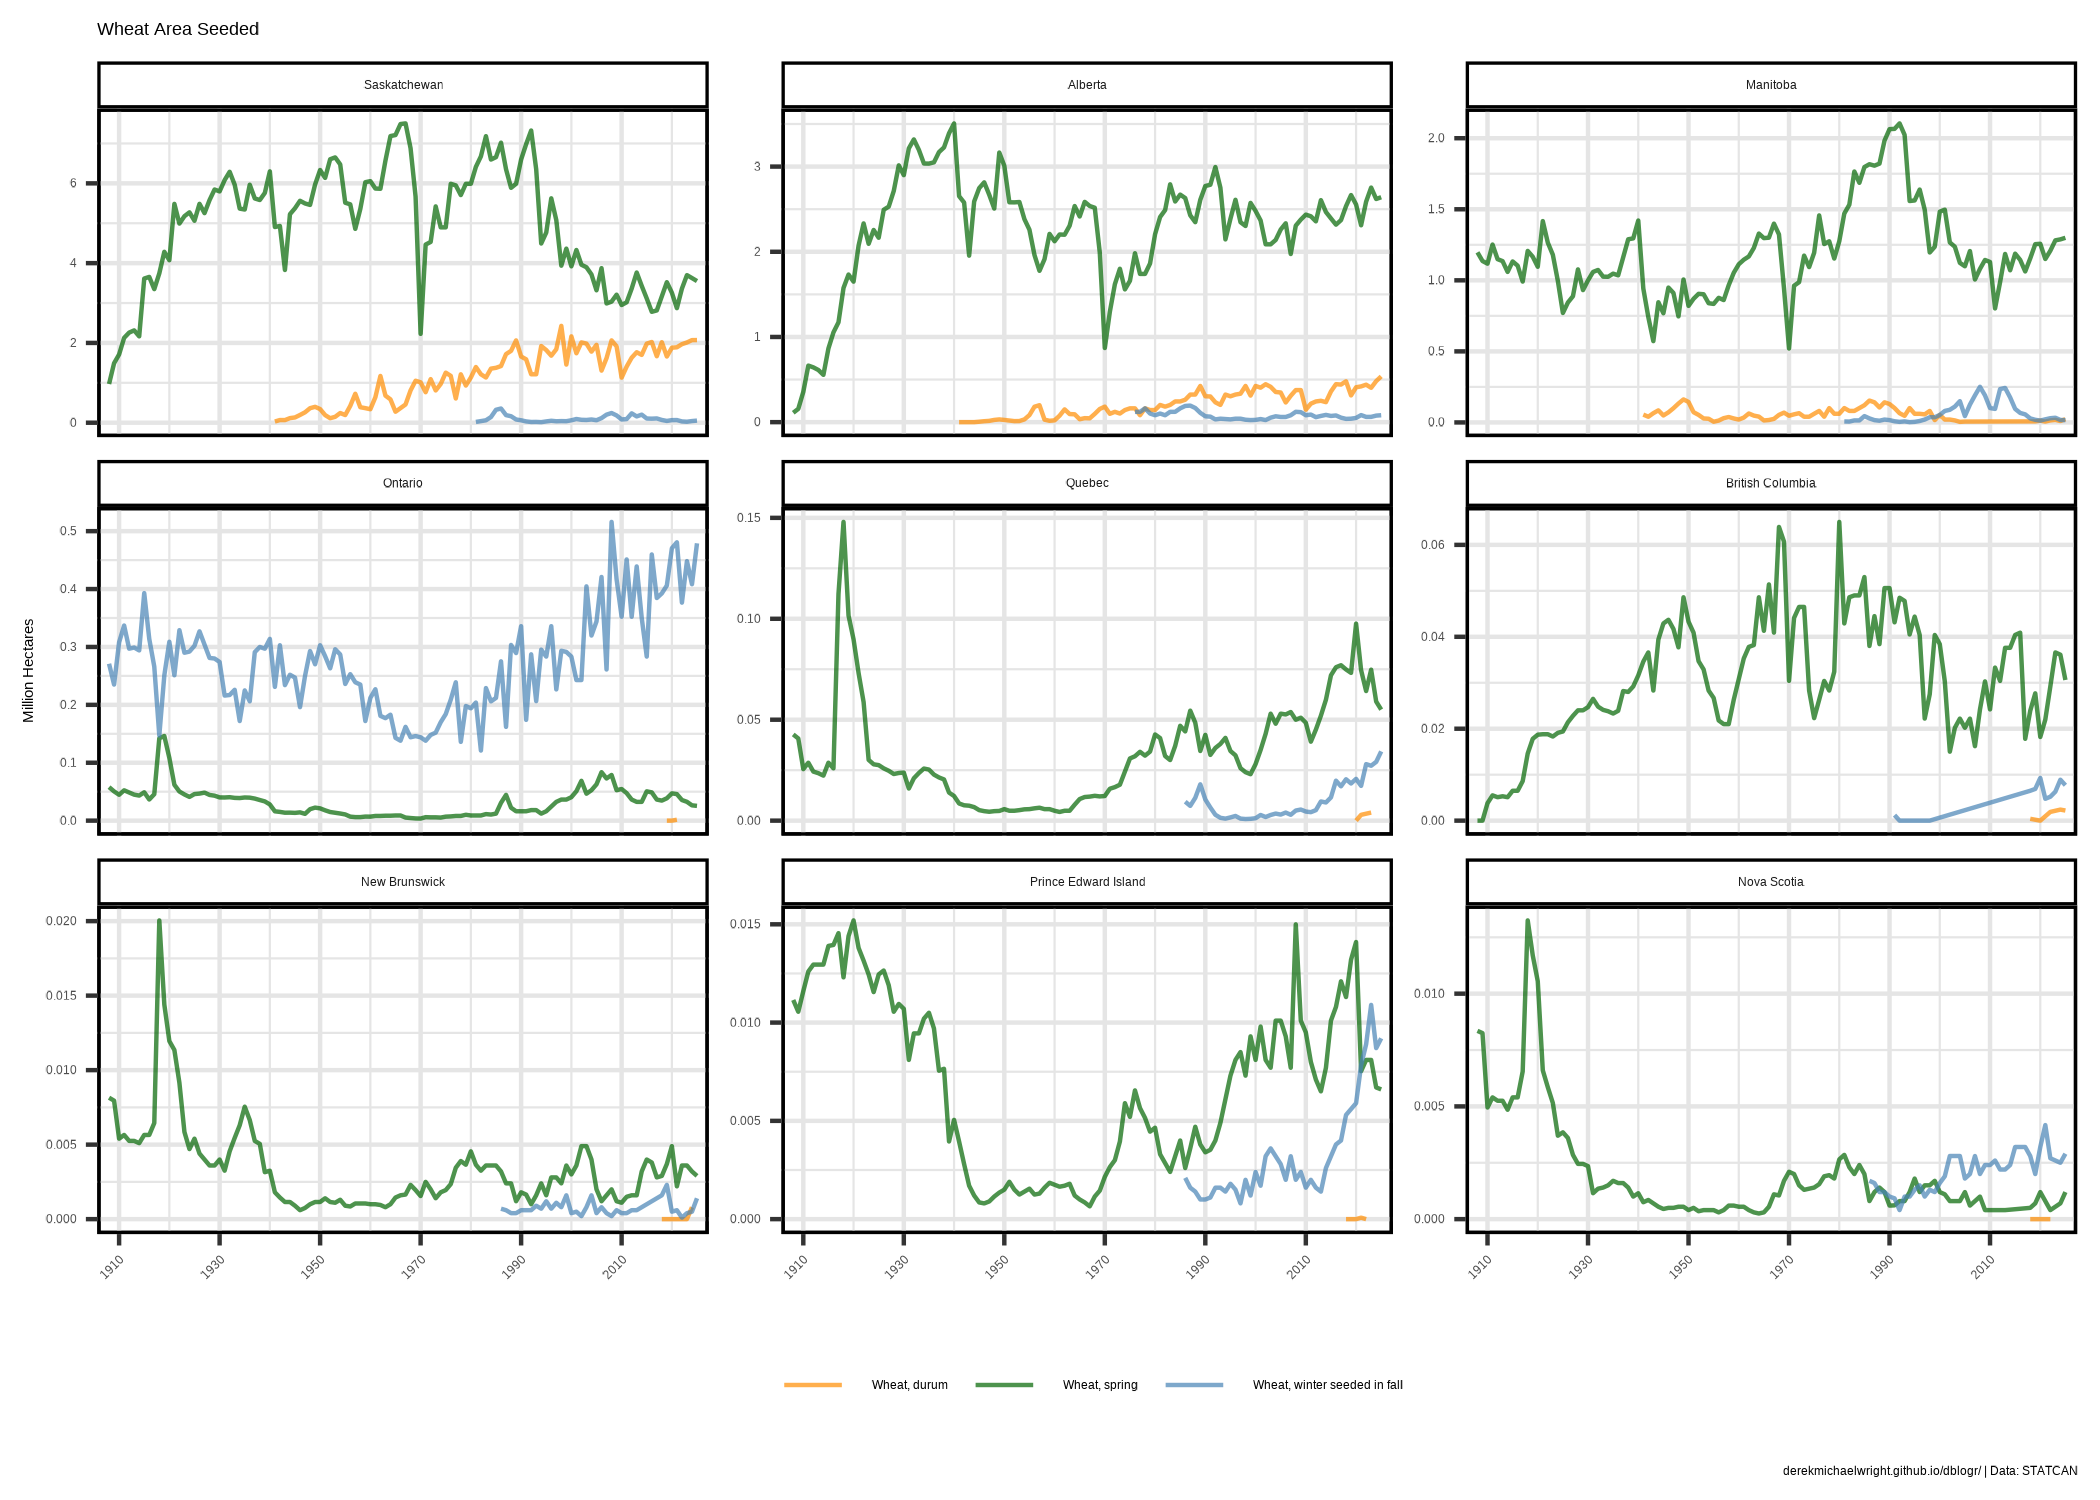 Wheat Area Seeded
Saskatchewan
Alberta
Manitoba
6
4
2
0
3
2
1
0
2.0
1.5
1.0
0.5
0.0
Ontario
Quebec
British Columbia
0.5
0.4
0.3
0.2
0.1
0.0
0.15
0.10
0.05
0.00
0.06
0.04
0.02
0.00
Million Hectares
New Brunswick
Prince Edward Island
Nova Scotia
0.020
0.015
0.010
0.005
0.000
0.015
0.010
0.005
0.000
0.010
0.005
0.000
1910 1930 1950 1970 1990 2010
1910 1930 1950 1970 1990 2010
1910 1930 1950 1970 1990 2010
Wheat, durum Wheat, spring Wheat, winter seeded in fall
derekmichaelwright.github.io/dblogr/ | Data: STATCAN